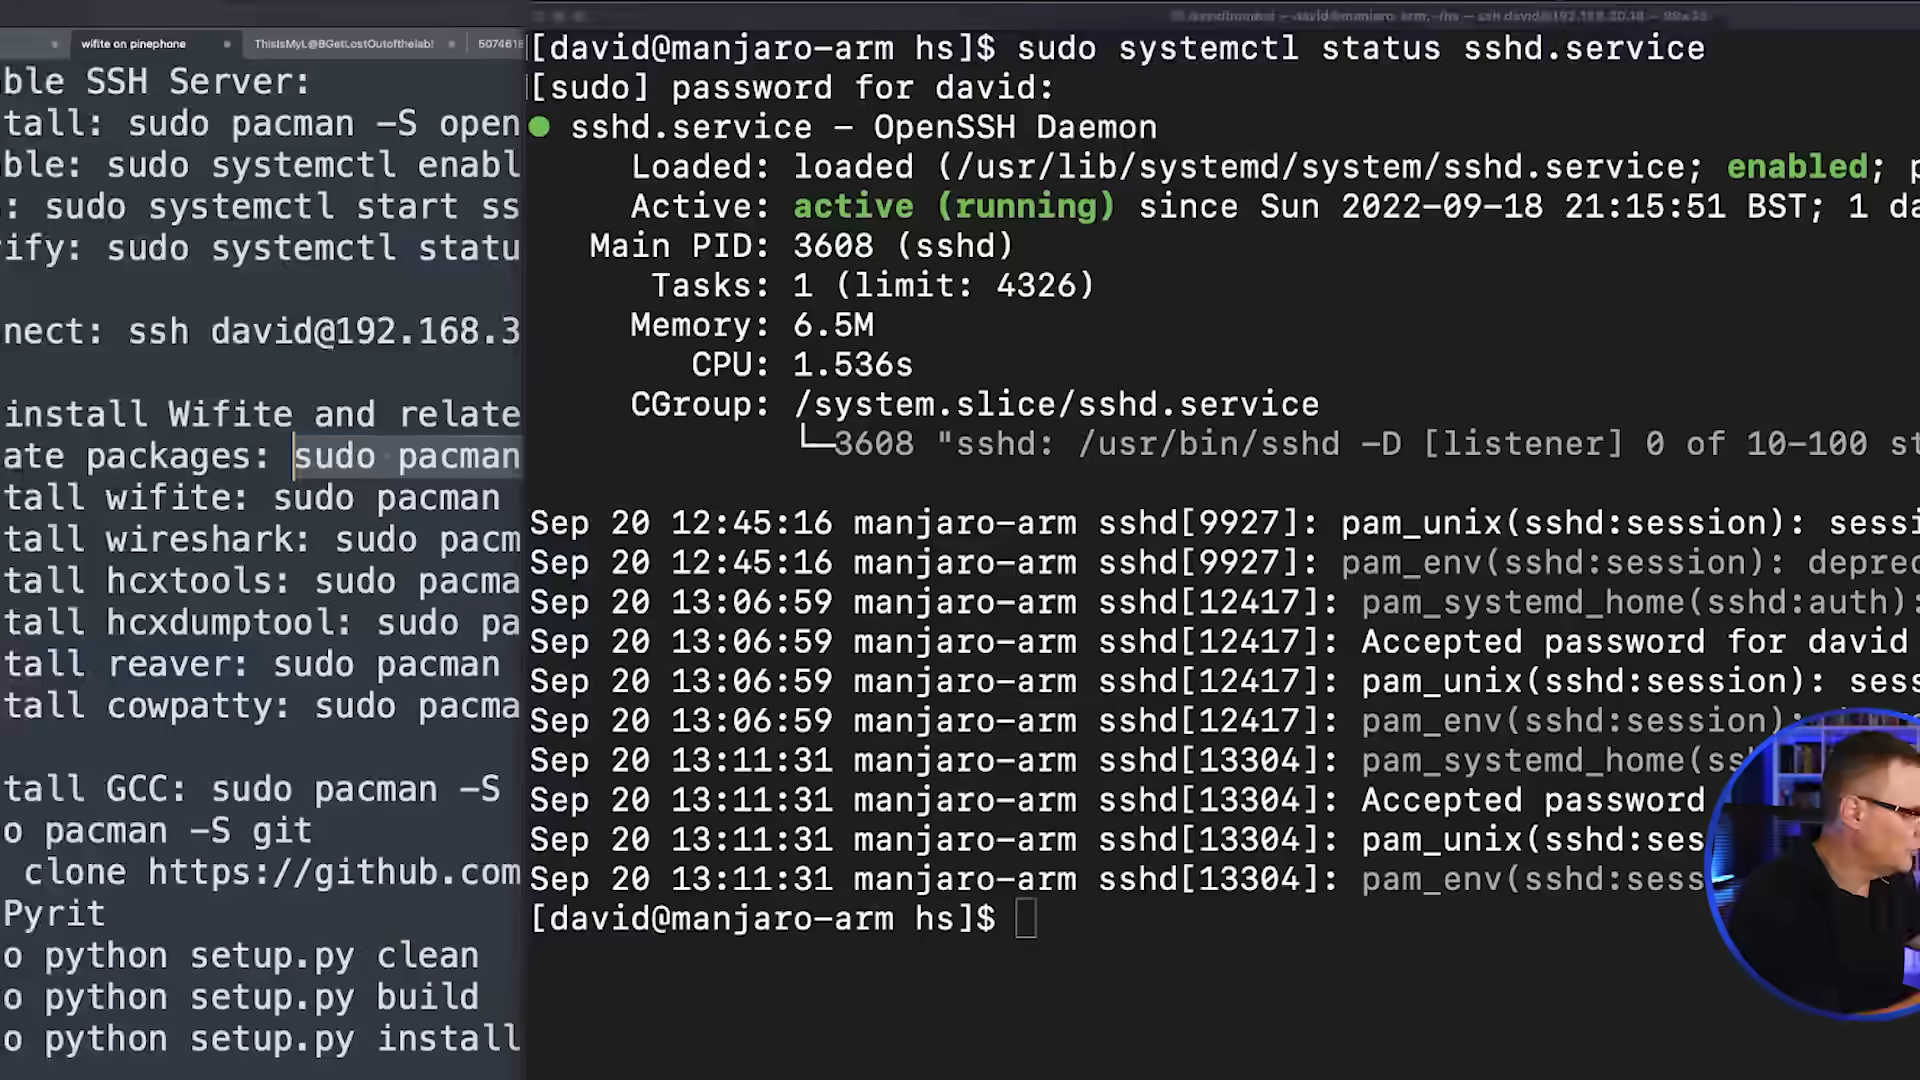 wifite on pinephone
ThisIsMyL@BGetLostOutofthelab!
ble SSH Server:
tall: sudo pacman -S open
ble: sudo systemctl enabl
: sudo systemctl start ss
ify: sudo systemctl statu
nect: ssh david@192.168.3
install Wifite and relate
ate packages: sudo pacman
tall wifite: sudo pacman
tall wireshark: sudo pacm
tall hcxtools: sudo pacma
tall hcxdumptool: sudo pa
tall reaver: sudo pacman
tall cowpatty: sudo pacma
tall GCC: sudo pacman -S
o pacman -S git
clone https://github.com
Pyrit
o python setup.py clean
o python setup.py build
o python setup.py install
[david@manjaro-arm hs]$ sudo systemctl status sshd.service
[sudo] password for david:
● sshd.service - OpenSSH Daemon
Loaded: loaded (/usr/lib/systemd/system/sshd.service; enabled; p
Active: active (running) since Sun 2022-09-18 21:15:51 BST; 1 da
Main PID: 3608 (sshd)
Tasks: 1 (limit: 4326)
Memory: 6.5M
CPU: 1.536s
CGroup: /system.slice/sshd.service
└─3608 "sshd: /usr/bin/sshd -D [listener] 0 of 10-100 st
Sep 20 12:45:16 manjaro-arm sshd[9927]: pam_unix(sshd:session): sessi
Sep 20 12:45:16 manjaro-arm sshd[9927]: pam_env(sshd:session): deprec
Sep 20 13:06:59 manjaro-arm sshd[12417]: pam_systemd_home(sshd:auth):
Sep 20 13:06:59 manjaro-arm sshd[12417]: Accepted password for david
Sep 20 13:06:59 manjaro-arm sshd[12417]: pam_unix(sshd:session): sess
Sep 20 13:06:59 manjaro-arm sshd[12417]: pam_env(sshd:session):
Sep 20 13:11:31 manjaro-arm sshd[13304]: pam_systemd_home(ss
Sep 20 13:11:31 manjaro-arm sshd[13304]: Accepted password
Sep 20 13:11:31 manjaro-arm sshd[13304]: pam_unix(sshd:ses
Sep 20 13:11:31 manjaro-arm sshd[13304]: pam_env(sshd:sess
[david@manjaro-arm hs]$